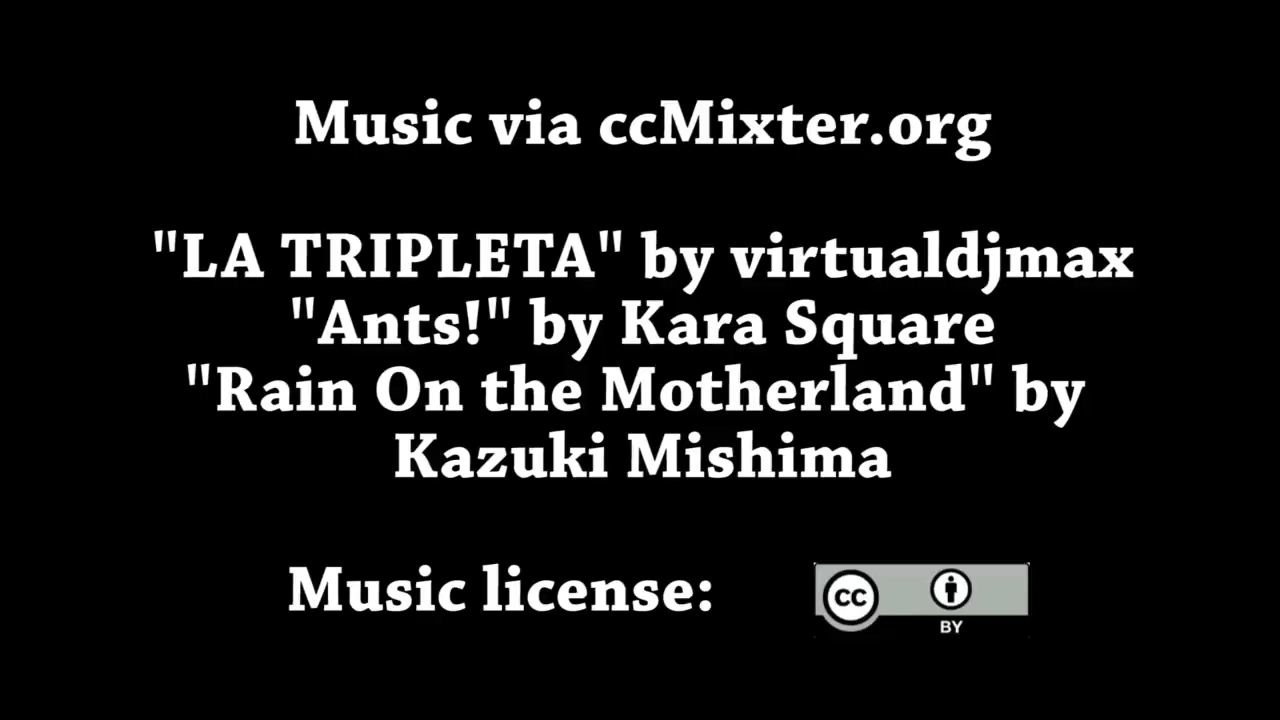 Music via ccMixter.org
"LA TRIPLETA" by virtualdjmax
"Ants!" by Kara Square
"Rain On the Motherland" by
Kazuki Mishima
Music license:
cc
BY